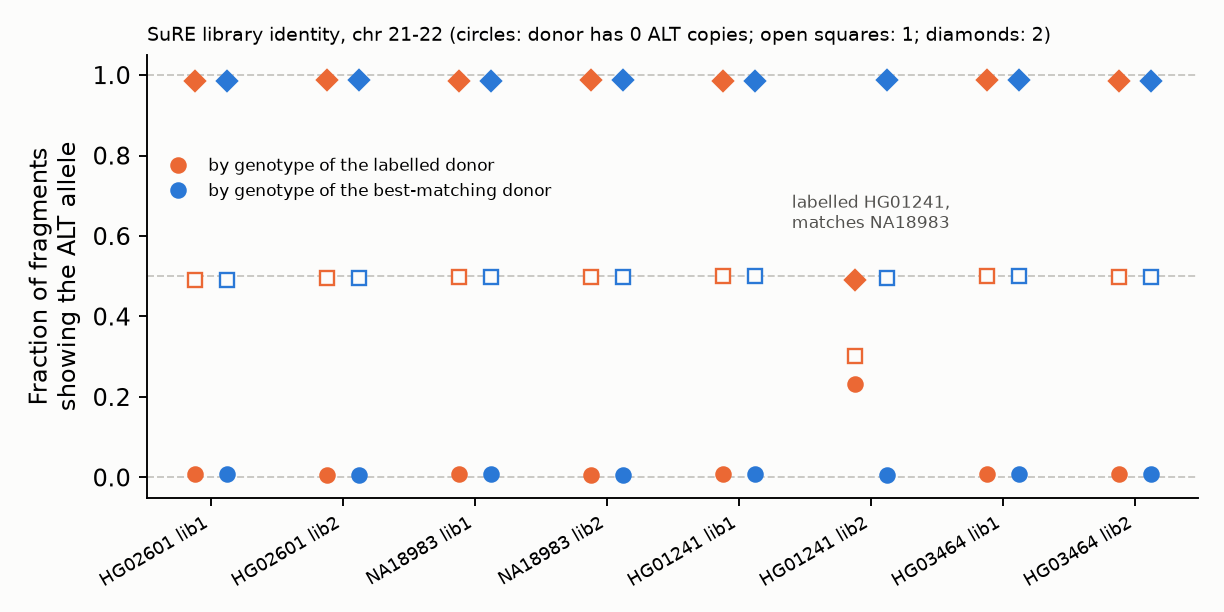 SuRE library identity, chr 21-22 (circles: donor has 0 ALT copies; open squares: 1; diamonds: 2)
Fraction of fragments
showing the ALT allele
1.0
0.8
0.6
0.4
0.2
0.0
by genotype of the labelled donor
by genotype of the best-matching donor
labelled HG01241,
matches NA18983
HG02601 lib1
HG02601 lib2
NA18983 lib1
NA18983 lib2
HG01241 lib1
HG01241 lib2
HG03464 lib1
HG03464 lib2